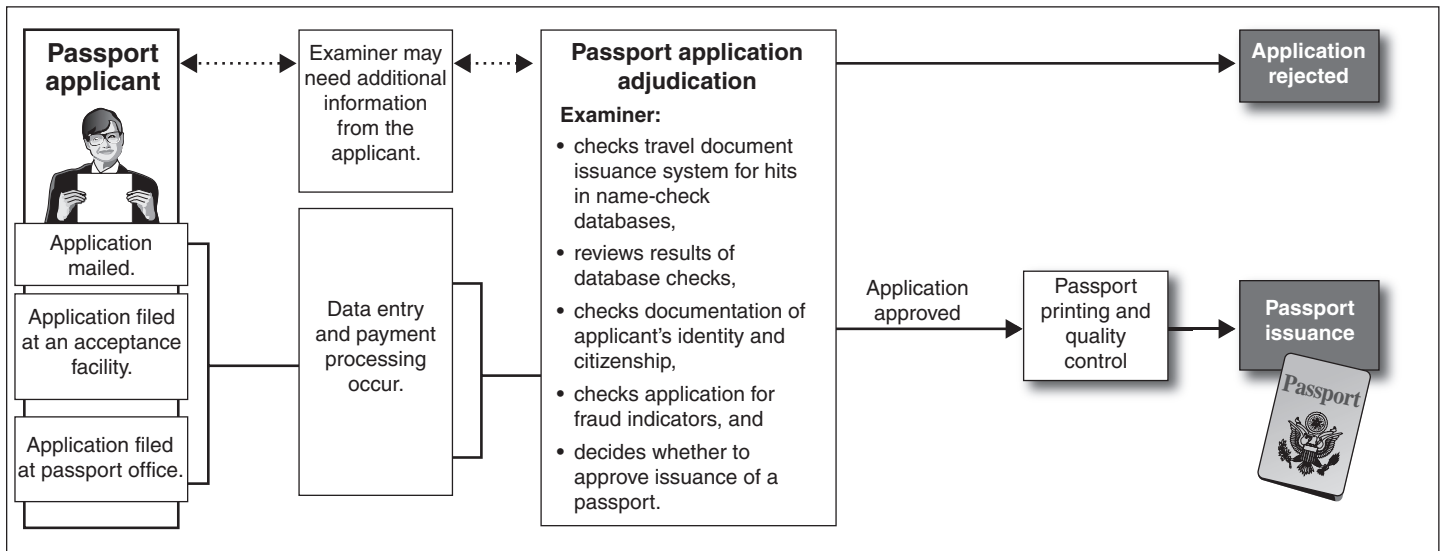 Passport
applicant
Application
mailed.
Application filed
at an acceptance
facility.
Application filed
at passport office.
Examiner may
need additional
information
from the
applicant.
Data entry
and payment
processing
occur.
Passport application
adjudication
Examiner:
• checks travel document
issuance system for hits
in name-check
databases,
• reviews results of
database checks,
• checks documentation of
applicant's identity and
citizenship,
• checks application for
fraud indicators, and
• decides whether to
approve issuance of a
passport.
Application
rejected
Application
approved
Passport
printing and
quality
control
Passport
issuance
Passport